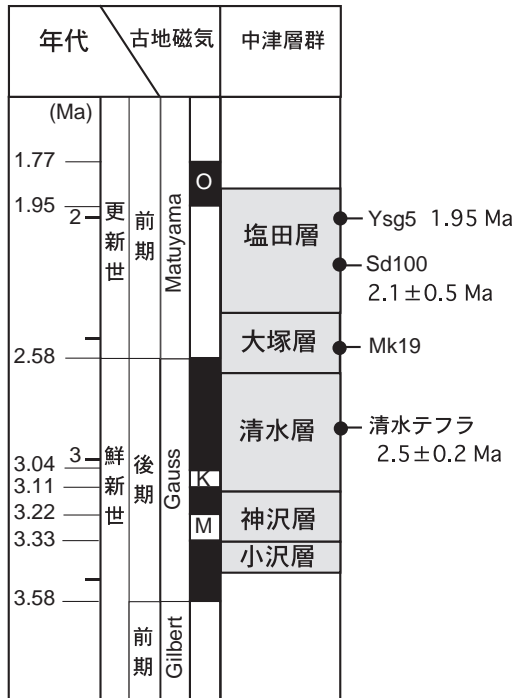 年代
古地磁気
中津層群
(Ma)
1.77
O
1.95
2
更新世
前期
Matuyama
塩田層
Ysg5 1.95 Ma
Sd100
2.1±0.5 Ma
大塚層
Mk19
2.58
清水層
清水テフラ
2.5±0.2 Ma
3
鮮新世
後期
Gauss
3.04
K
3.11
3.22
M
神沢層
3.33
小沢層
3.58
前期
Gilbert